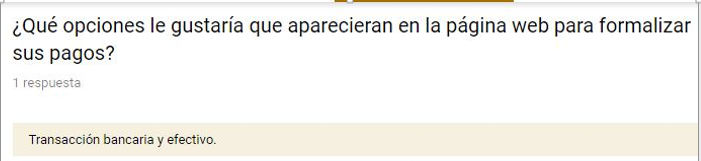 ¿Qué opciones le gustaría que aparecieran en la página web para formalizar
sus pagos?
1 respuesta
Transacción bancaria y efectivo.